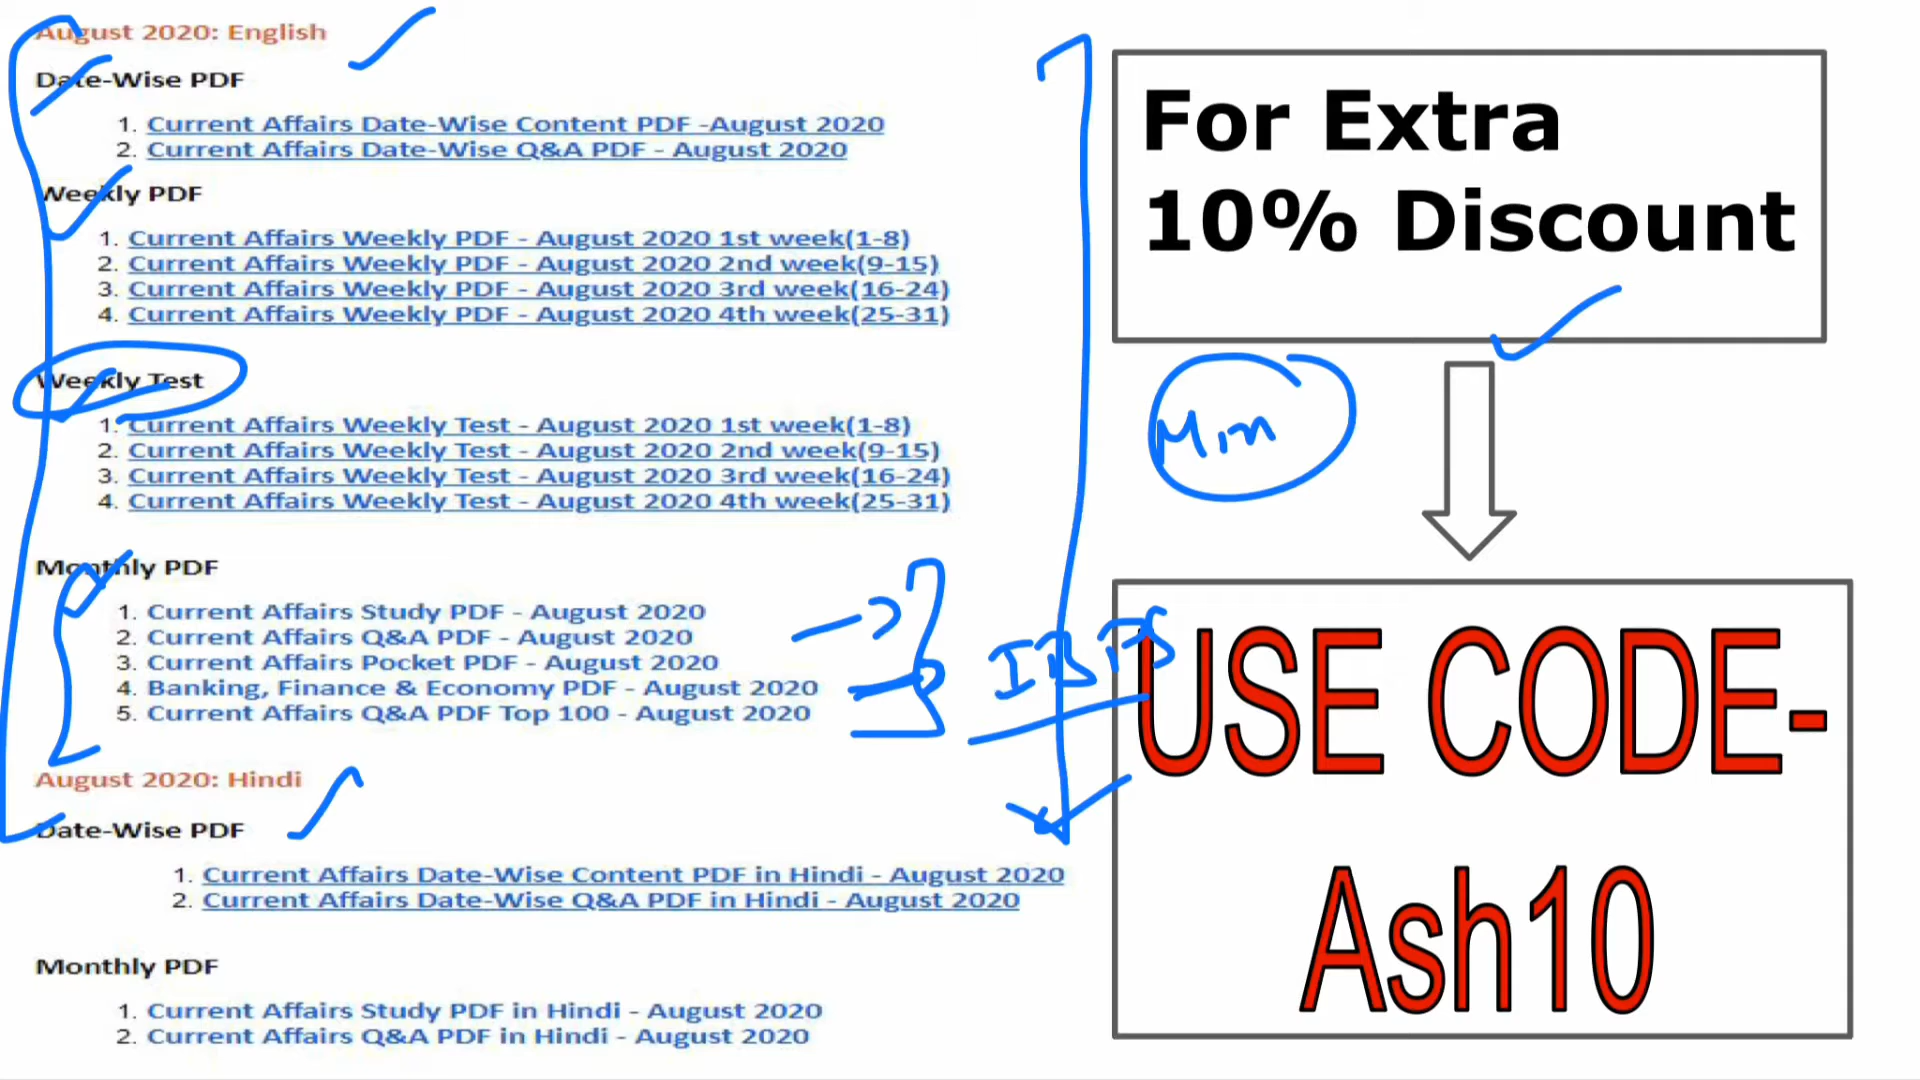 August 2020: English
Date-Wise PDF
1. Current Affairs Date-Wise Content PDF -August 2020
2. Current Affairs Date-Wise Q&A PDF - August 2020
Weekly PDF
1. Current Affairs Weekly PDF - August 2020 1st week(1-8)
2. Current Affairs Weekly PDF - August 2020 2nd week(9-15)
3. Current Affairs Weekly PDF - August 2020 3rd week(16-24)
4. Current Affairs Weekly PDF - August 2020 4th week(25-31)
Weekly Test
1. Current Affairs Weekly Test - August 2020 1st week(1-8)
2. Current Affairs Weekly Test - August 2020 2nd week(9-15)
3. Current Affairs Weekly Test - August 2020 3rd week(16-24)
4. Current Affairs Weekly Test - August 2020 4th week(25-31)
Monthly PDF
1. Current Affairs Study PDF - August 2020
2. Current Affairs Q&A PDF - August 2020
3. Current Affairs Pocket PDF - August 2020
4. Banking, Finance & Economy PDF - August 2020
5. Current Affairs Q&A PDF Top 100 - August 2020
August 2020: Hindi
Date-Wise PDF
1. Current Affairs Date-Wise Content PDF in Hindi - August 2020
2. Current Affairs Date-Wise Q&A PDF in Hindi - August 2020
Monthly PDF
1. Current Affairs Study PDF in Hindi - August 2020
2. Current Affairs Q&A PDF in Hindi - August 2020
IBPS
For Extra
10% Discount
Min
USE CODE-
Ash10